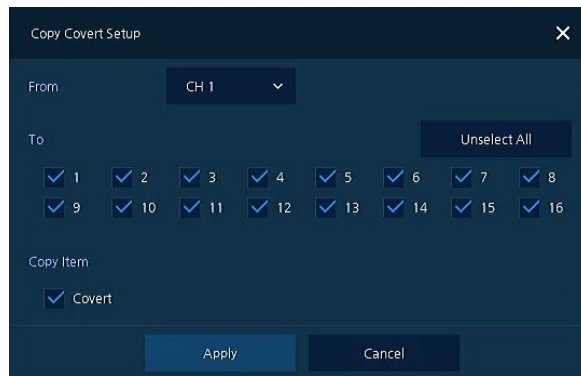 Copy Covert Setup
From CH 1
To Unselect All
1 2 3 4 5 6 7 8
9 10 11 12 13 14 15 16
Copy Item
Covert
Apply Cancel